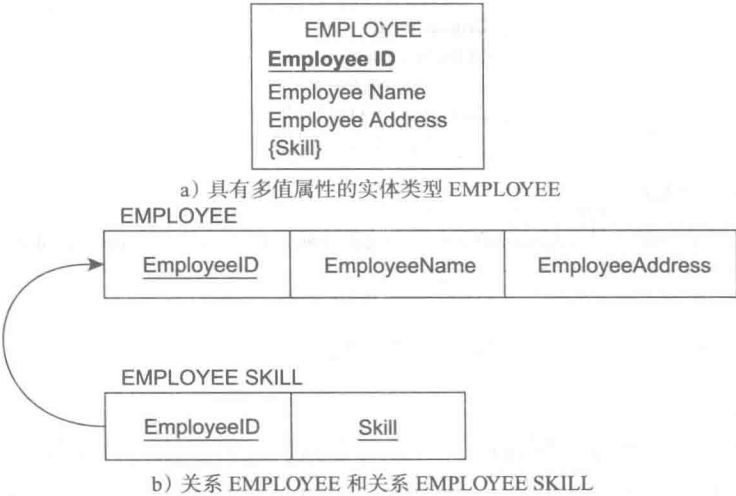 EMPLOYEE
Employee ID
Employee Name
Employee Address
{Skill}
a）具有多值属性的实体类型 EMPLOYEE
EMPLOYEE
EmployeeID EmployeeName EmployeeAddress
EMPLOYEE SKILL
EmployeeID Skill
b）关系 EMPLOYEE 和关系 EMPLOYEE SKILL